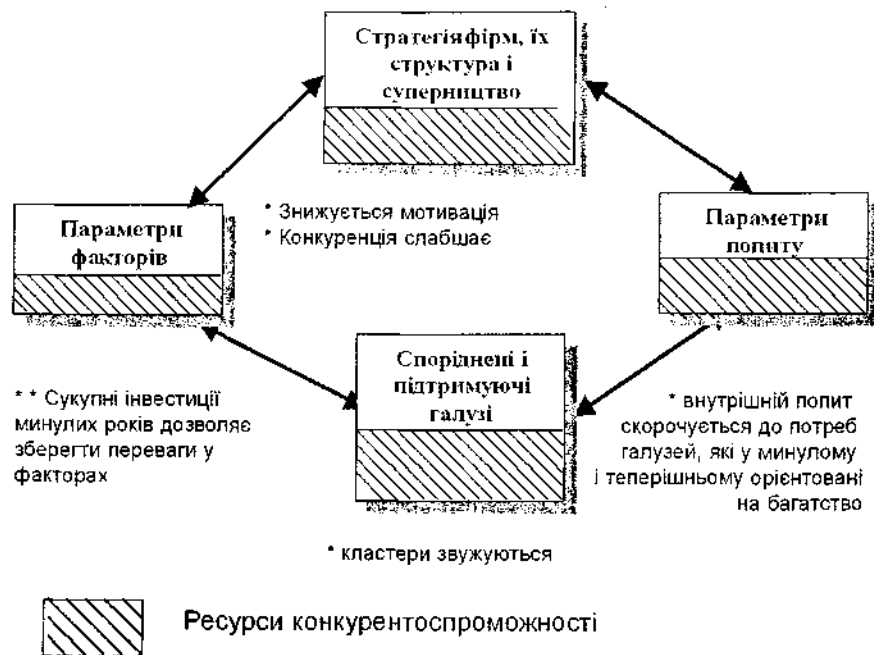 Стратегія фірм, їх
структура і
суперництво
* Знижується мотивація
* Конкуренція слабшає
Параметри
факторів
Параметри
попиту
Споріднені і
підтримуючі
галузі
* * Сукупні інвестиції
минулих років дозволяє
зберегти переваги у
факторах
* внутрішній попит
скорочується до потреб
галузей, які у минулому
і теперішньому орієнтовані
на багатство
* кластери звужуються
Ресурси конкурентоспроможності